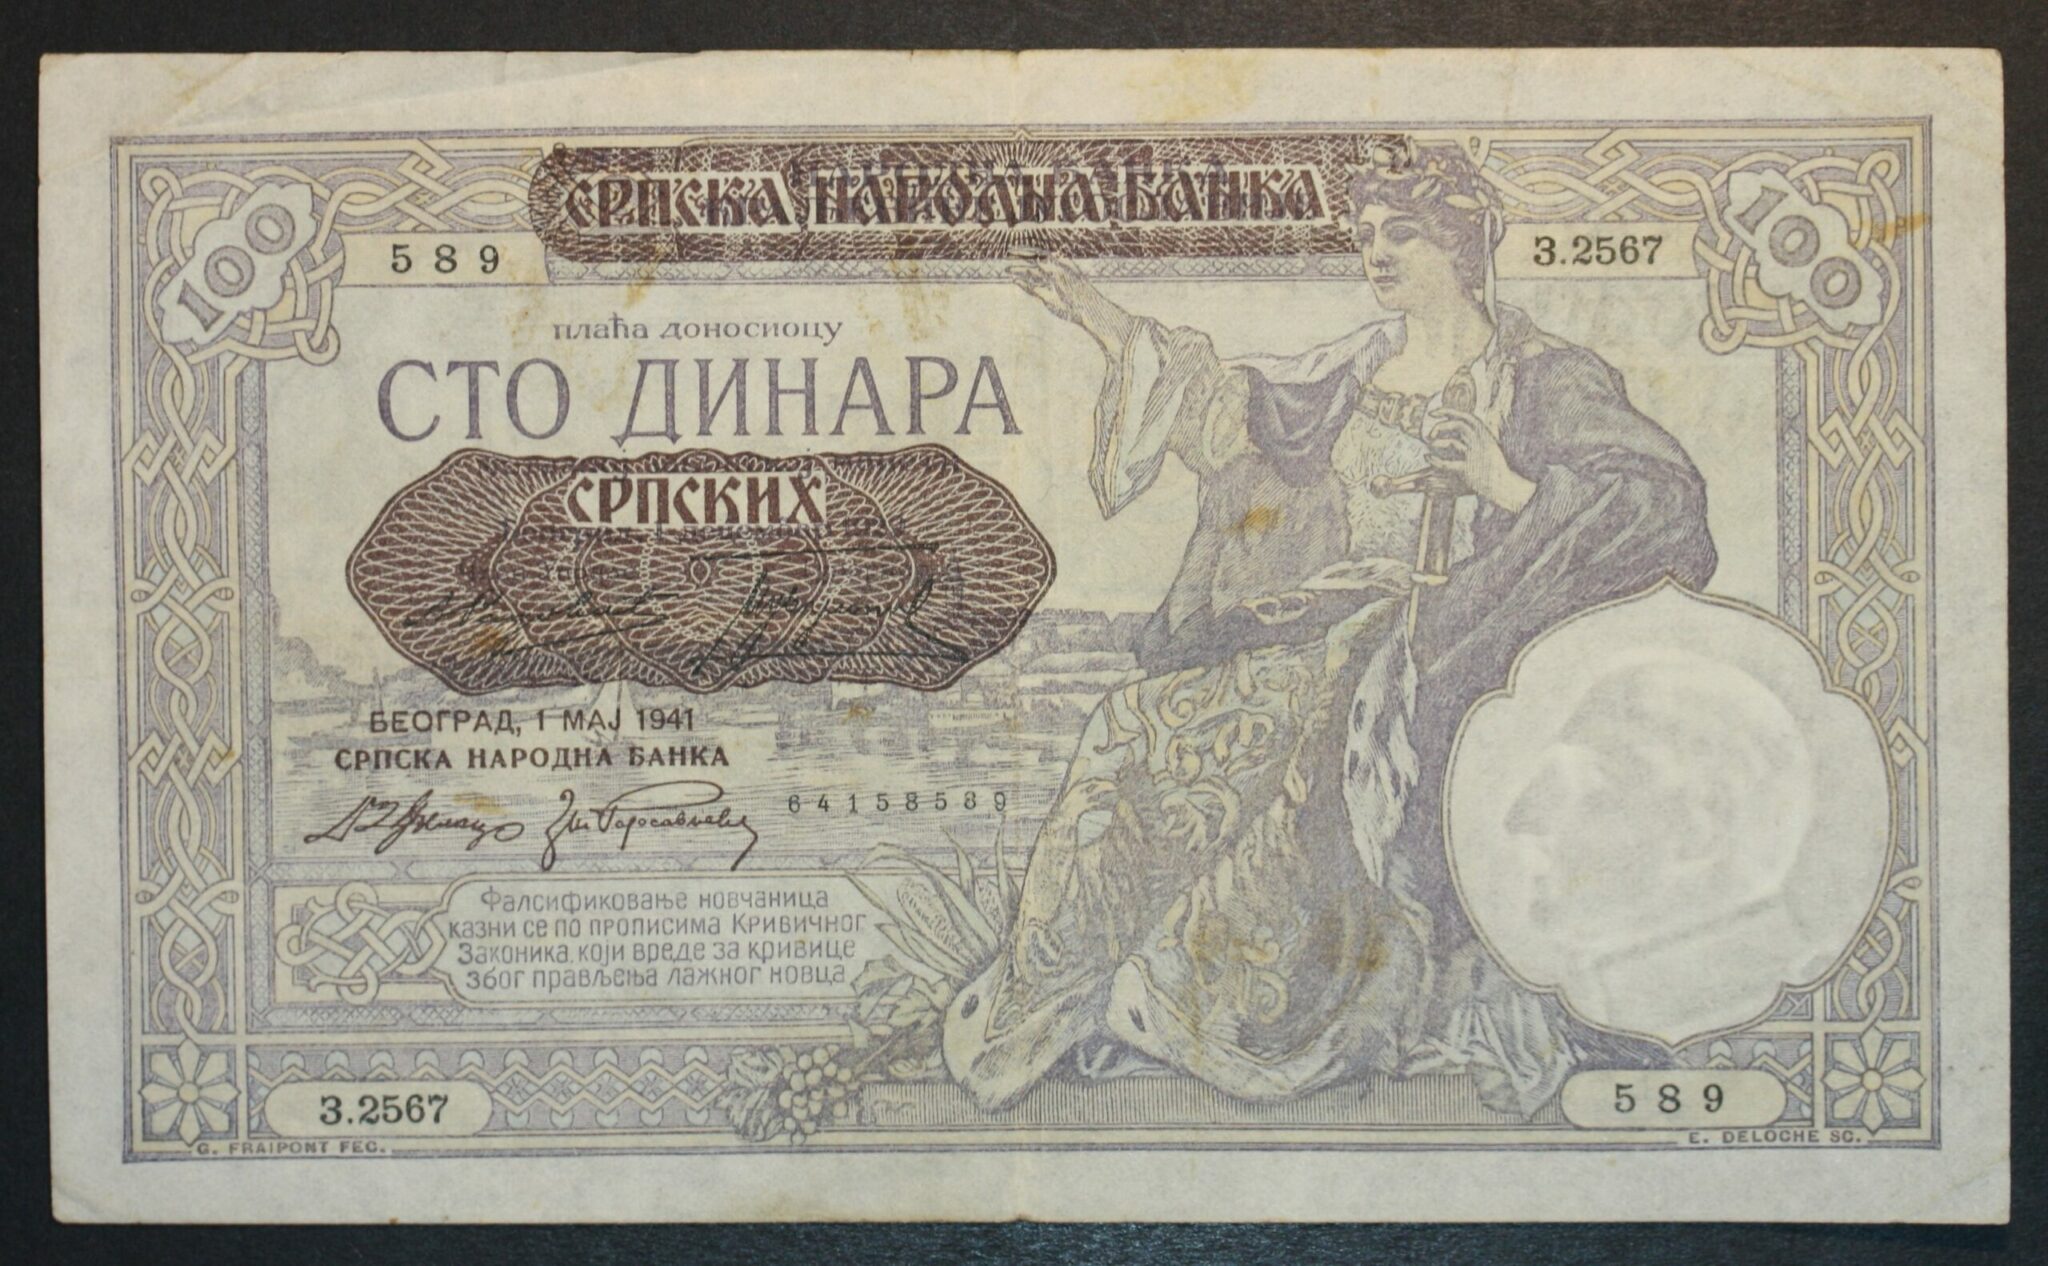 СРПСКА НАРОДНА БАНКА
100
100
589
З.2567
плаћа доносиоцу
СТО ДИНАРА
СРПСКИХ
БЕОГРАД, 1 МАЈ 1941
СРПСКА НАРОДНА БАНКА
64158589
Фалсификовање новчаница
казни се по прописима Кривичног
Законика, који вреде за кривице
због прављења лажног новца
З.2567
589
G. FRAIPONT FEC.
E. DELOCHE SC.